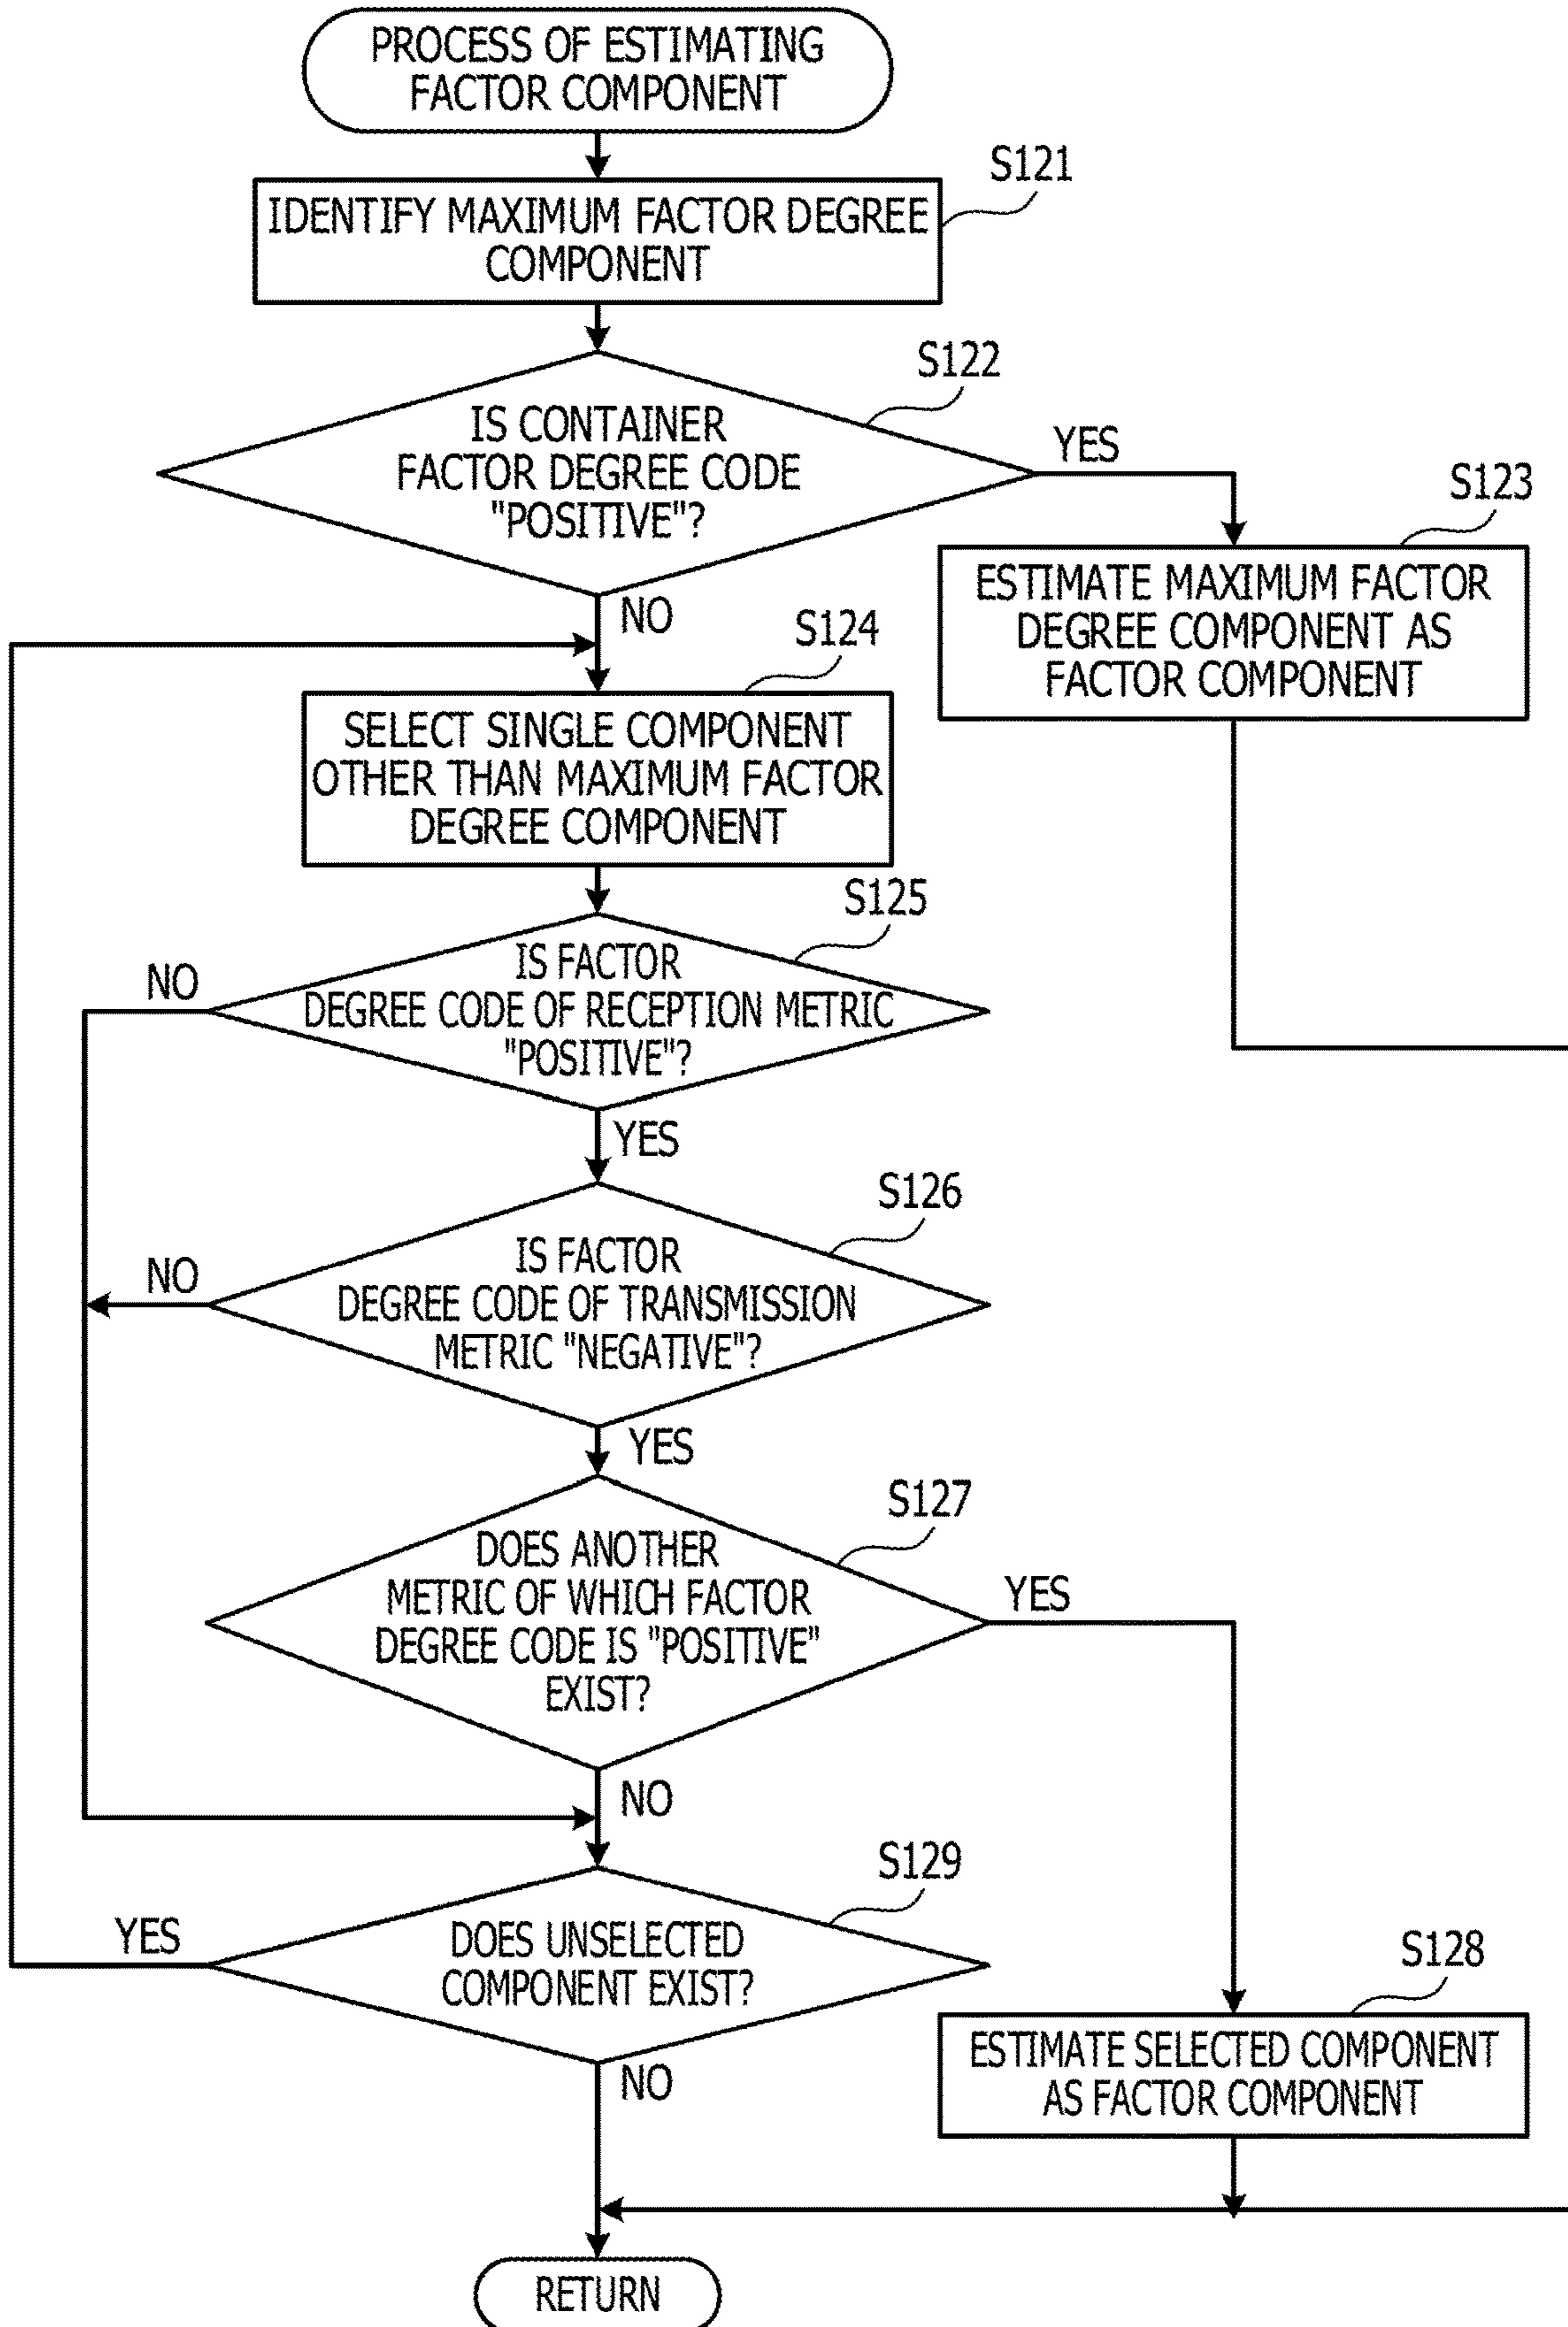 PROCESS OF ESTIMATING
FACTOR COMPONENT
S121
IDENTIFY MAXIMUM FACTOR DEGREE
COMPONENT
S122
IS CONTAINER
FACTOR DEGREE CODE
"POSITIVE"?
YES
S123
ESTIMATE MAXIMUM FACTOR
DEGREE COMPONENT AS
FACTOR COMPONENT
NO
S124
SELECT SINGLE COMPONENT
OTHER THAN MAXIMUM FACTOR
DEGREE COMPONENT
S125
IS FACTOR
DEGREE CODE OF RECEPTION METRIC
"POSITIVE"?
NO
YES
S126
IS FACTOR
DEGREE CODE OF TRANSMISSION
METRIC "NEGATIVE"?
NO
YES
S127
DOES ANOTHER
METRIC OF WHICH FACTOR
DEGREE CODE IS "POSITIVE"
EXIST?
YES
NO
S129
DOES UNSELECTED
COMPONENT EXIST?
YES
S128
ESTIMATE SELECTED COMPONENT
AS FACTOR COMPONENT
NO
RETURN